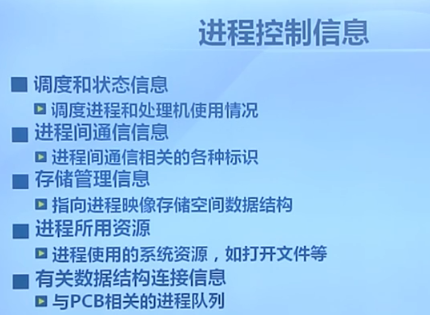 进程控制信息
调度和状态信息
调度进程和处理机使用情况
进程间通信信息
进程间通信相关的各种标识
存储管理信息
指向进程映像存储空间数据结构
进程所用资源
进程使用的系统资源，如打开文件等
有关数据结构连接信息
与PCB相关的进程队列